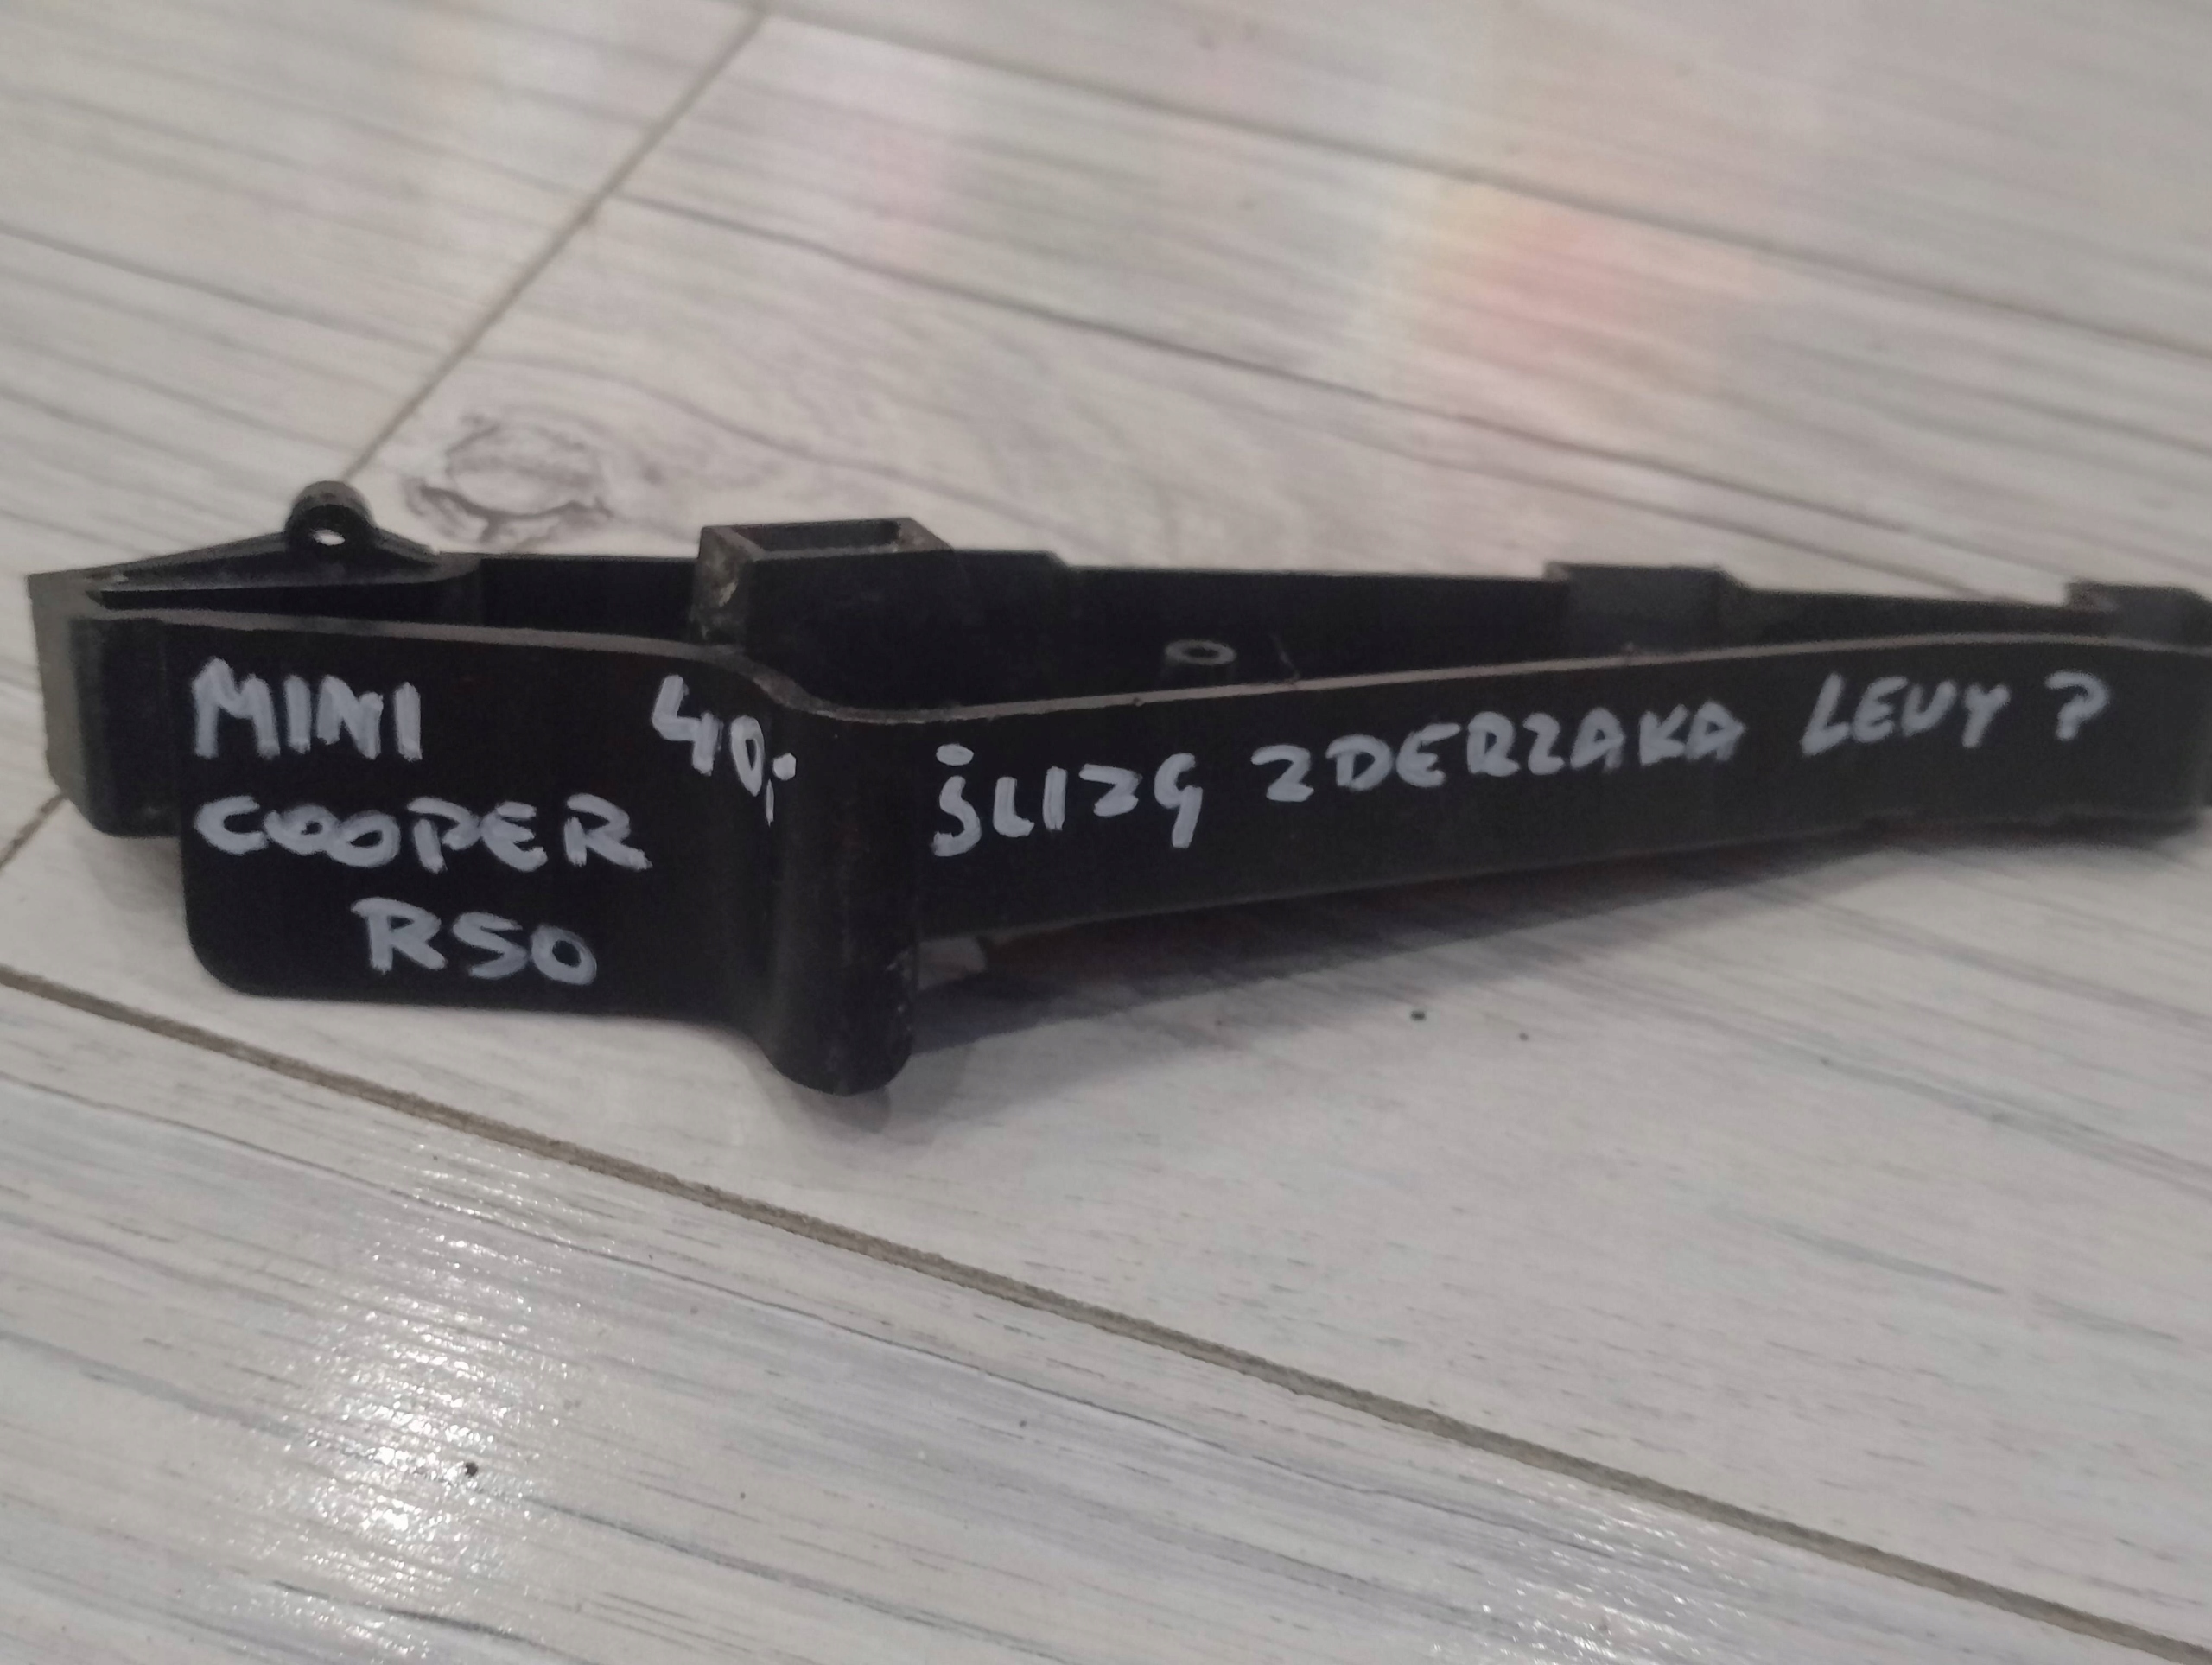 MINI 40,-
COOPER
R50
ŚLIZG ZDERZAKA LEWY P